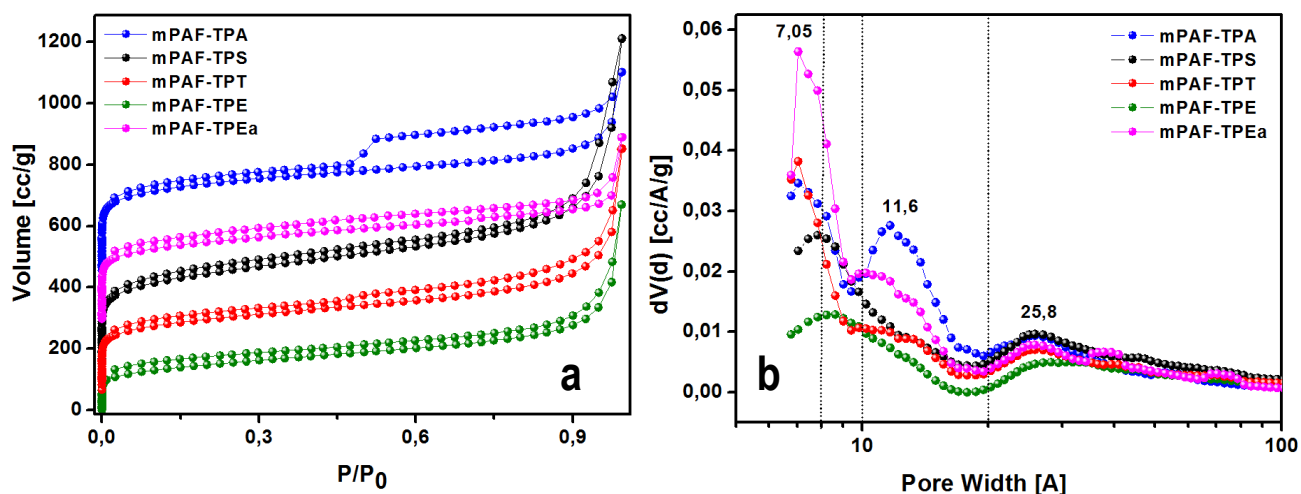 1200
1000
800
600
400
200
0
Volume [cc/g]
mPAF-TPA
mPAF-TPS
mPAF-TPT
mPAF-TPE
mPAF-TPEa
a
0,0
0,3
0,6
0,9
P/P0
0,06
0,05
0,04
0,03
0,02
0,01
0,00
dV(d) [cc/A/g]
7,05
11,6
25,8
mPAF-TPA
mPAF-TPS
mPAF-TPT
mPAF-TPE
mPAF-TPEa
b
10
100
Pore Width [A]